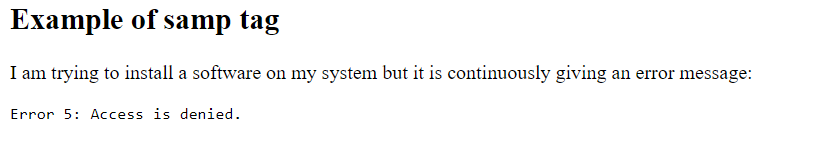 Example of samp tag
I am trying to install a software on my system but it is continuously giving an error message:
Error 5: Access is denied.